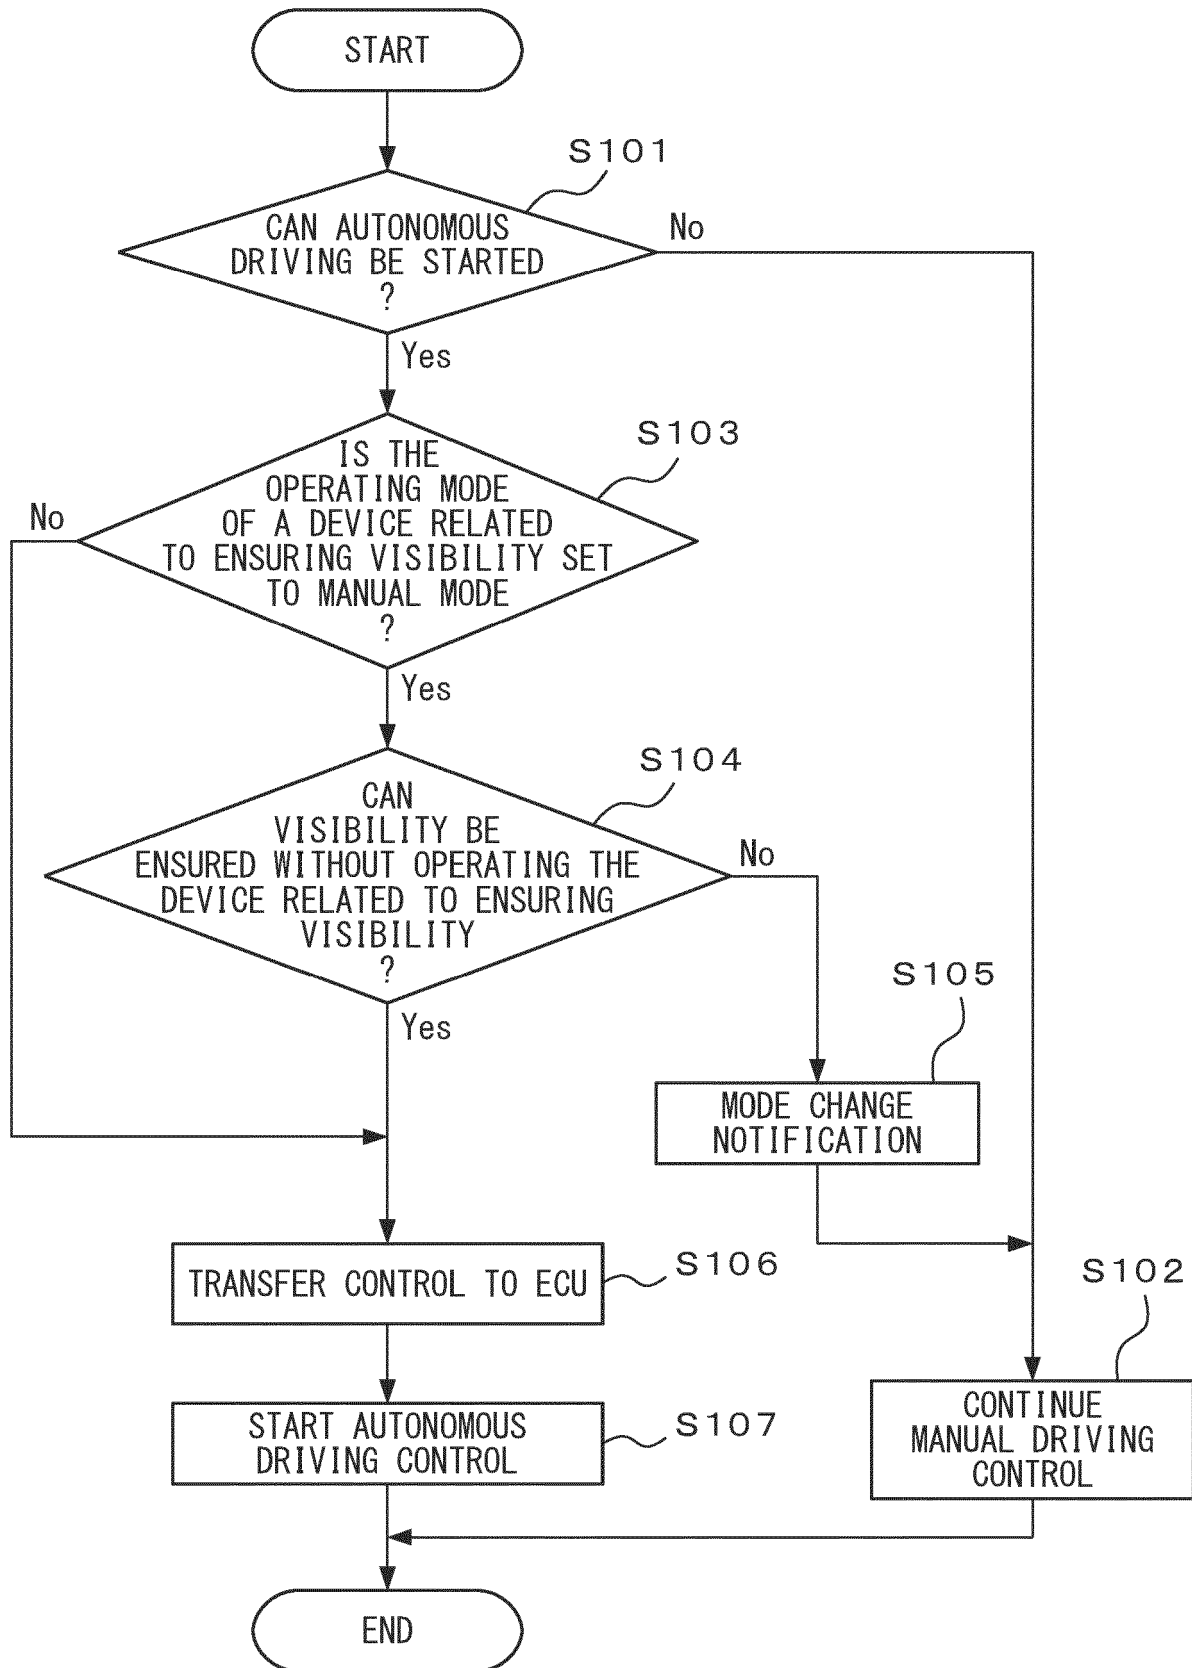 START
S101
CAN AUTONOMOUS
DRIVING BE STARTED
?
No
Yes
S103
IS THE
OPERATING MODE
OF A DEVICE RELATED
TO ENSURING VISIBILITY SET
TO MANUAL MODE
?
No
Yes
S104
CAN
VISIBILITY BE
ENSURED WITHOUT OPERATING THE
DEVICE RELATED TO ENSURING
VISIBILITY
?
No
Yes
S105
MODE CHANGE
NOTIFICATION
TRANSFER CONTROL TO ECU
S106
S102
START AUTONOMOUS
DRIVING CONTROL
S107
CONTINUE
MANUAL DRIVING
CONTROL
END